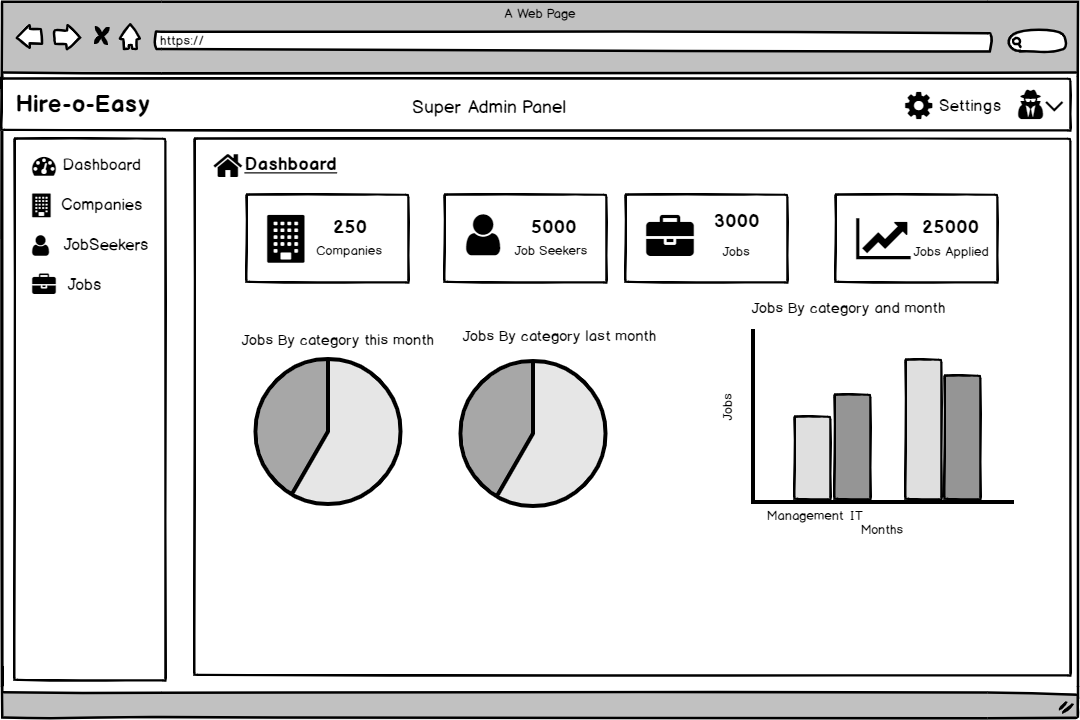 A Web Page
https://
Hire-o-Easy
Super Admin Panel
Settings
Dashboard
Companies
JobSeekers
Jobs
Dashboard
250
Companies
5000
Job Seekers
3000
Jobs
25000
Jobs Applied
Jobs By category this month
Jobs By category last month
Jobs By category and month
Jobs
Management IT
Months